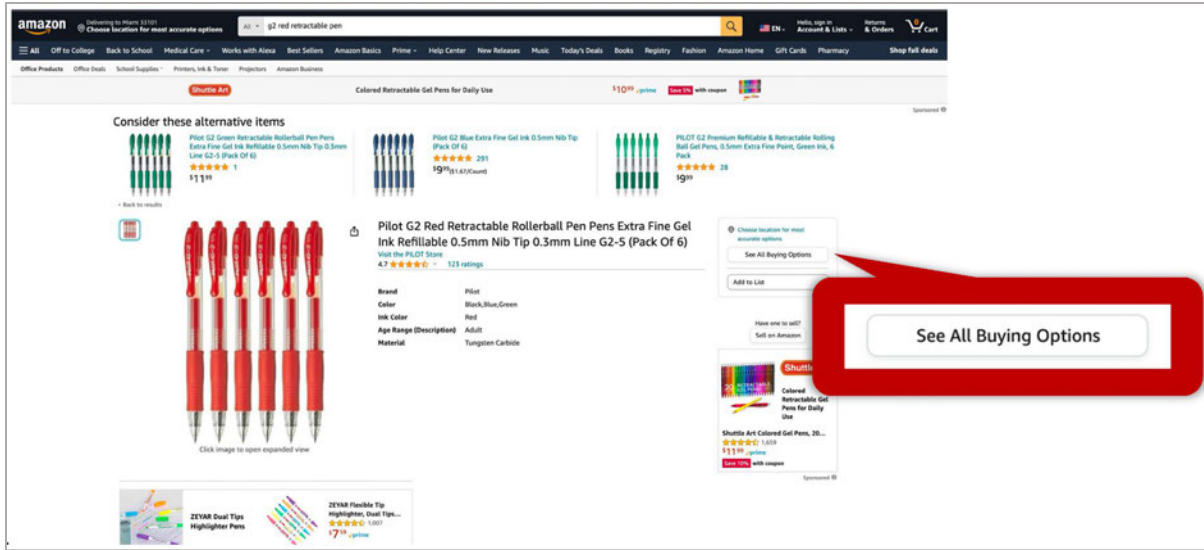 amazon
Delivering to Miami 33101
Choose location for most accurate options
All
g2 red retractable pen
EN
Hello, sign in
Account & Lists
Returns
& Orders
0
Cart
All
Off to College
Back to School
Medical Care
Works with Alexa
Best Sellers
Amazon Basics
Prime
Help Center
New Releases
Music
Today's Deals
Books
Registry
Fashion
Amazon Home
Gift Cards
Pharmacy
Shop fall deals
Office Products
Office Deals
School Supplies
Printers, Ink & Toner
Projectors
Amazon Business
Shuttle Art
Colored Retractable Gel Pens for Daily Use
$1099 prime
Save 5% with coupon
Sponsored
Consider these alternative items
Pilot G2 Green Retractable Rollerball Pen Pens
Extra Fine Gel Ink Refillable 0.5mm Nib Tip 0.3mm
Line G2-5 (Pack Of 6)
1
$1199
Pilot G2 Blue Extra Fine Gel Ink 0.5mm Nib Tip
(Pack Of 6)
291
$999($1.67/Count)
PILOT G2 Premium Refillable & Retractable Rolling
Ball Gel Pens, 0.5mm Extra Fine Point, Green Ink, 6
Pack
28
$999
‹ Back to results
Pilot G2 Red Retractable Rollerball Pen Pens Extra Fine Gel
Ink Refillable 0.5mm Nib Tip 0.3mm Line G2-5 (Pack Of 6)
Visit the PILOT Store
4.7
123 ratings
Brand Pilot
Color Black,Blue,Green
Ink Color Red
Age Range (Description) Adult
Material Tungsten Carbide
Click image to open expanded view
Choose location for most
accurate options
See All Buying Options
Add to List
Have one to sell?
Sell on Amazon
See All Buying Options
Shuttle
20 RETRACTABLE
GEL PENS
Colored
Retractable Gel
Pens for Daily
Use
Shuttle Art Colored Gel Pens, 20...
1,659
$1199 prime
Save 10% with coupon
Sponsored
ZEYAR Dual Tips
Highlighter Pens
ZEYAR Flexible Tip
Highlighter, Dual Tips...
1,007
$759 prime